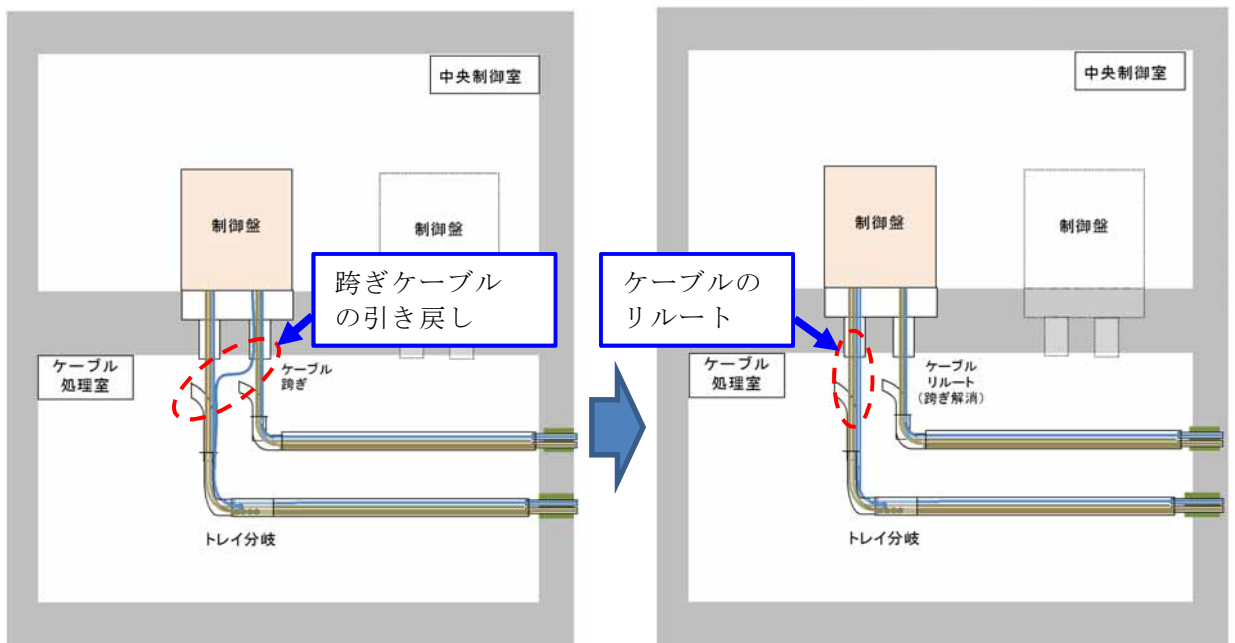 中央制御室
制御盤
制御盤
跨ぎケーブル
の引き戻し
ケーブル
処理室
ケーブル
跨ぎ
トレイ分岐
中央制御室
制御盤
制御盤
ケーブルの
リルート
ケーブル
処理室
ケーブル
リルート
(跨ぎ解消)
トレイ分岐